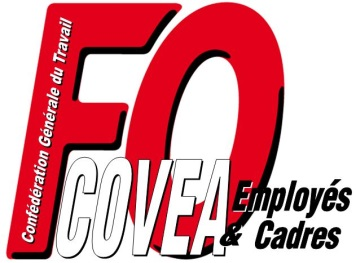 Confédération Générale du Travail
FO
COVEA
Employés
& Cadres